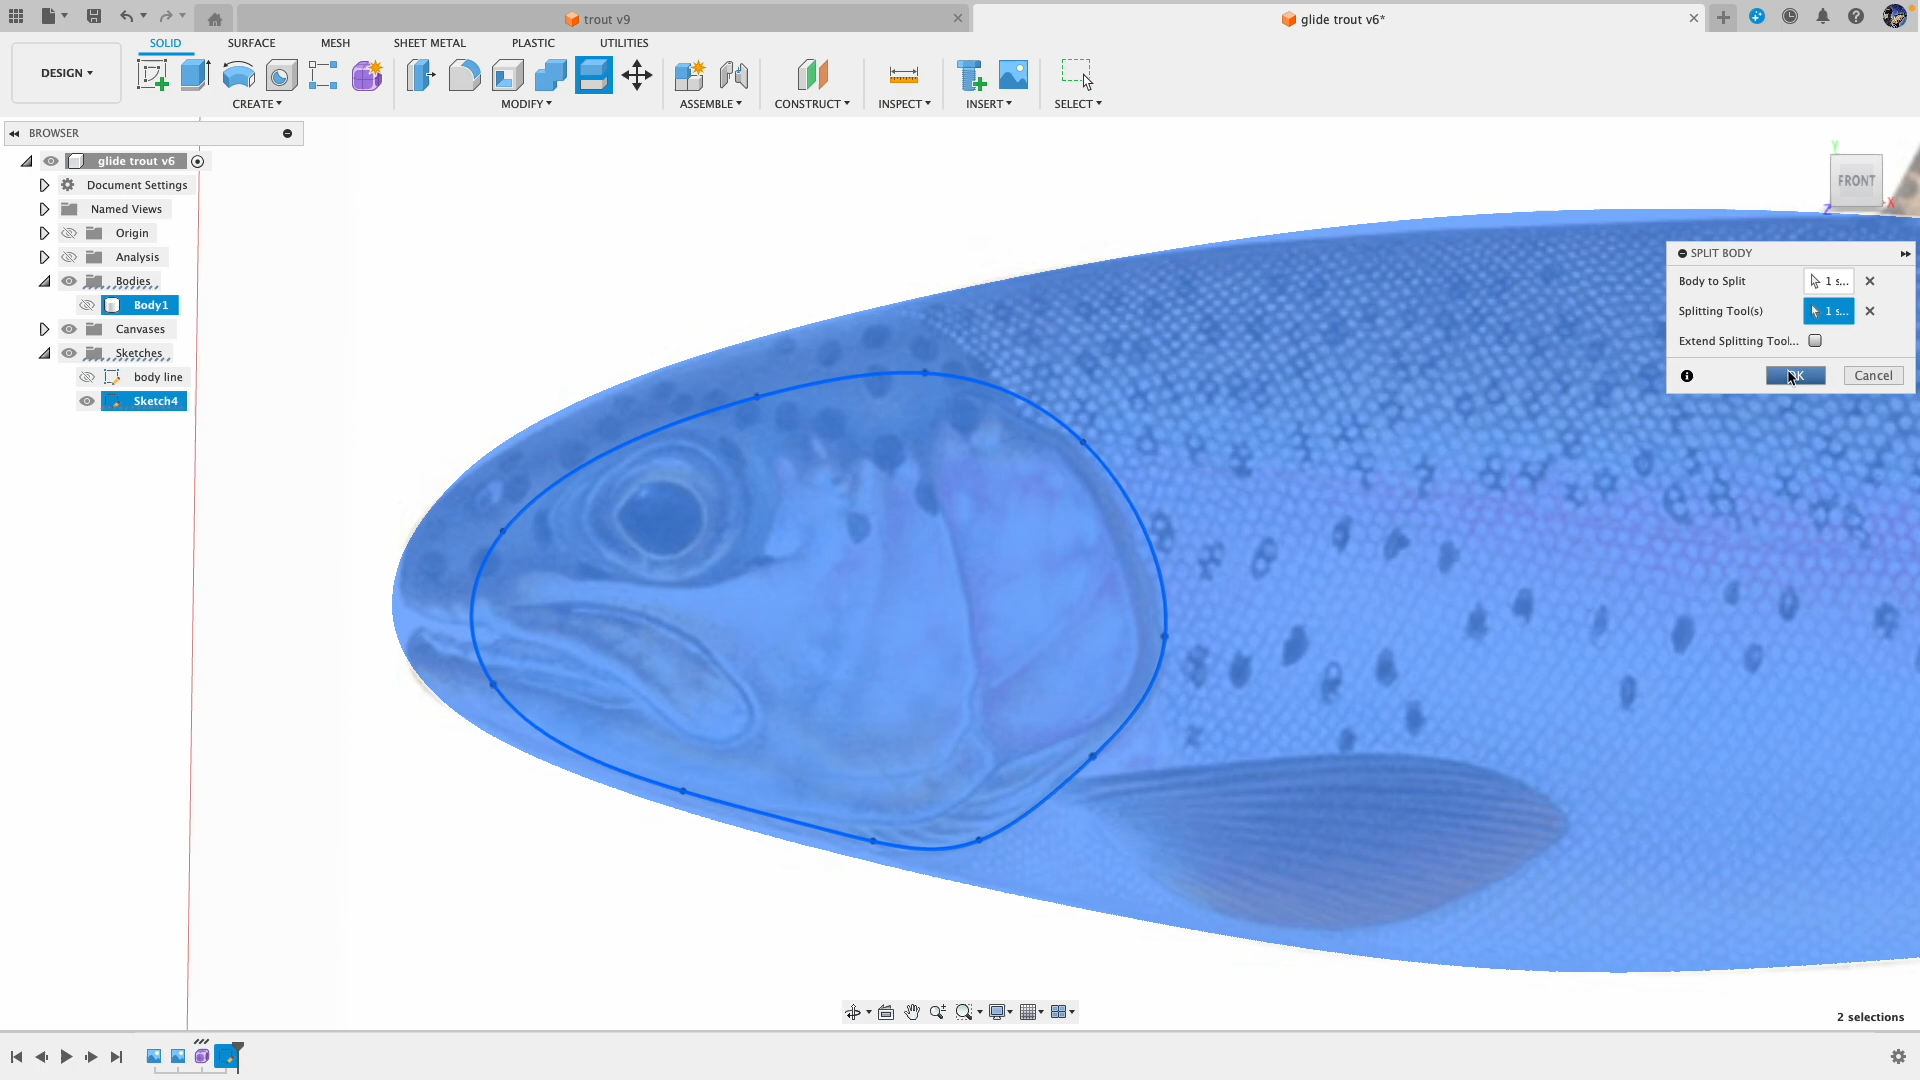 trout v9
glide trout v6*
SOLID SURFACE MESH SHEET METAL PLASTIC UTILITIES
DESIGN
CREATE MODIFY ASSEMBLE CONSTRUCT INSPECT INSERT SELECT
BROWSER
glide trout v6
Document Settings
Named Views
Origin
Analysis
Bodies
Body1
Canvases
Sketches
body line
Sketch4
Y
FRONT
X
Z
SPLIT BODY
Body to Split 1 s...
Splitting Tool(s) 1 s...
Extend Splitting Tool...
OK Cancel
2 selections